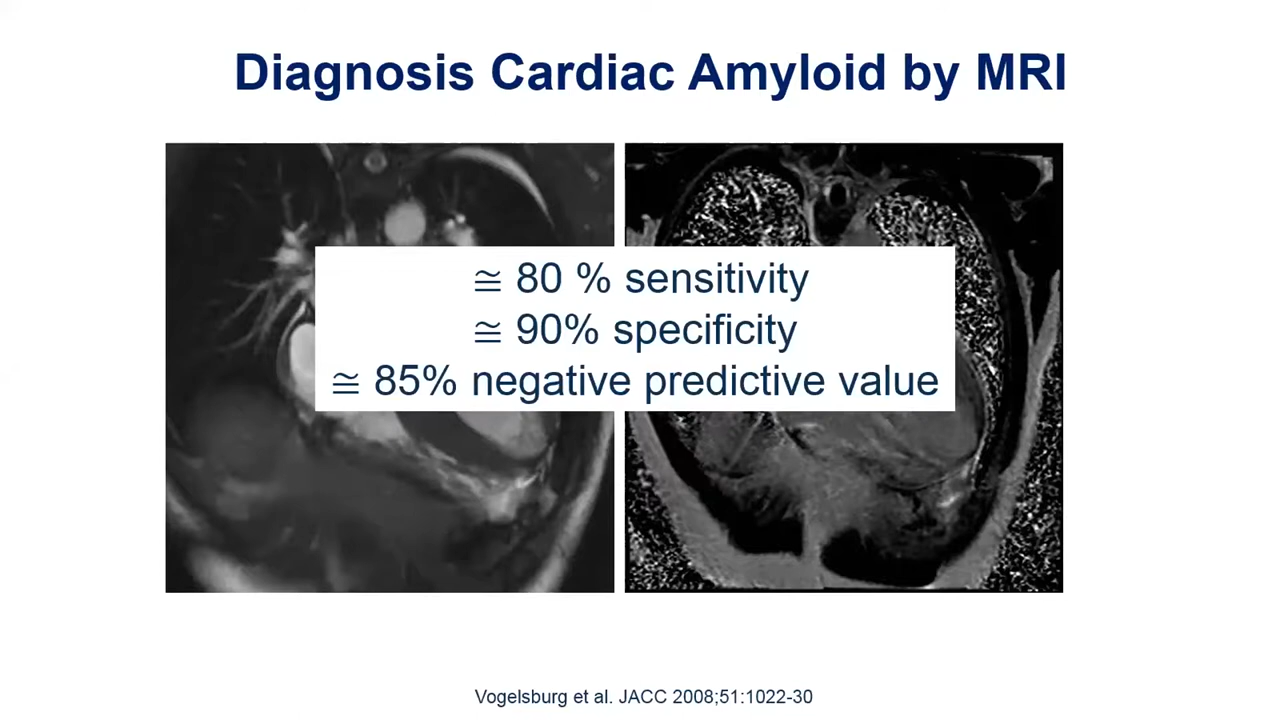 Diagnosis Cardiac Amyloid by MRI
≅ 80 % sensitivity
≅ 90% specificity
≅ 85% negative predictive value
Vogelsburg et al. JACC 2008;51:1022-30